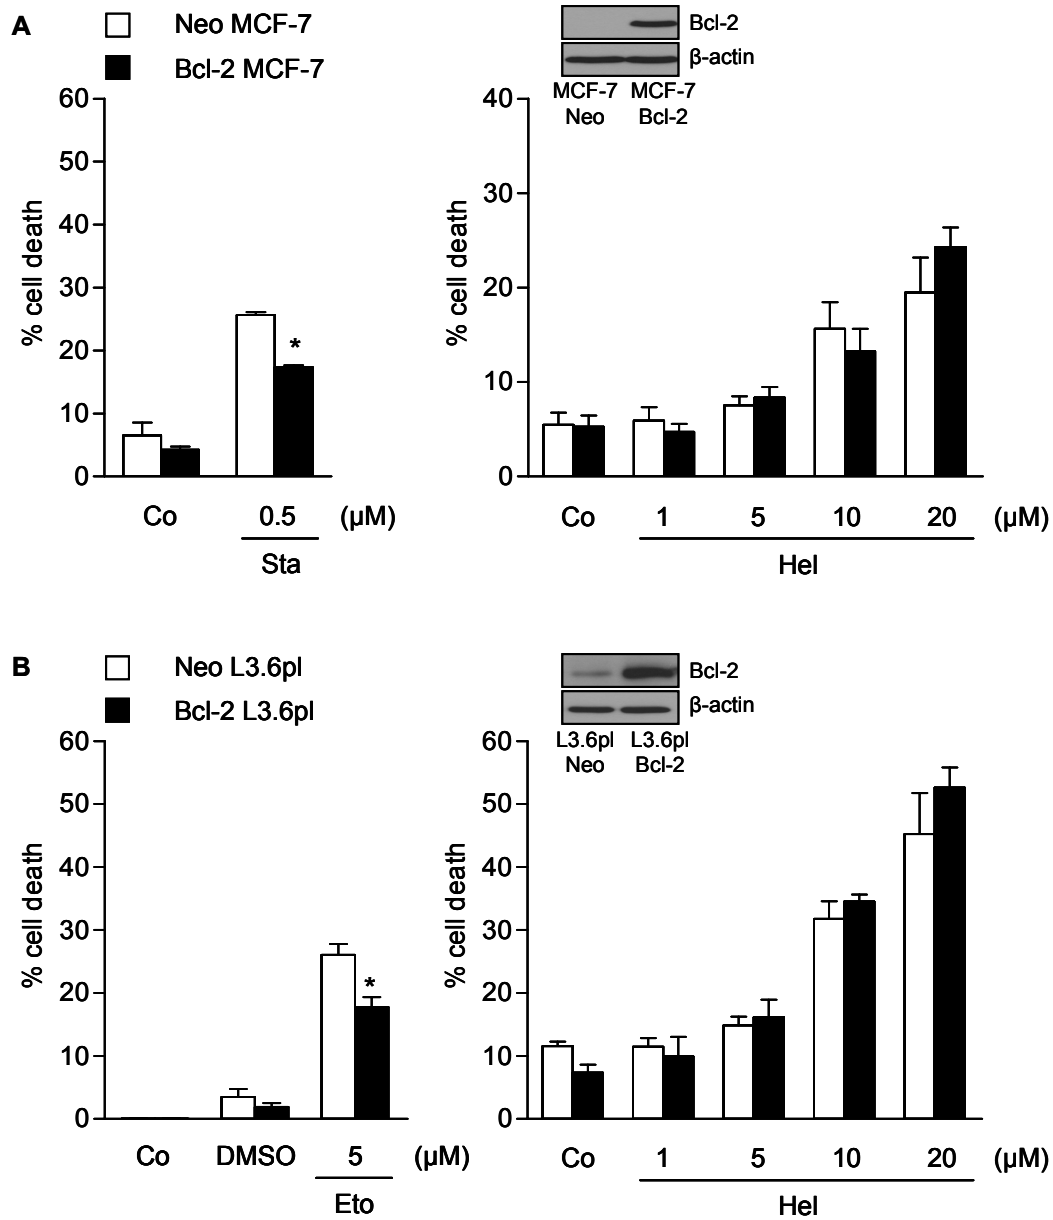 A
Neo MCF-7
Bcl-2 MCF-7
60
50
40
30
20
10
0
% cell death
Co
0.5
(µM)
Sta
Bcl-2
β-actin
MCF-7 MCF-7
Neo Bcl-2
40
30
20
10
0
% cell death
Co
1
5
10
20
(µM)
Hel
*
B
Neo L3.6pl
Bcl-2 L3.6pl
60
50
40
30
20
10
0
% cell death
Co
DMSO
5
(µM)
Eto
*
Bcl-2
β-actin
L3.6pl L3.6pl
Neo Bcl-2
60
50
40
30
20
10
0
% cell death
Co
1
5
10
20
(µM)
Hel